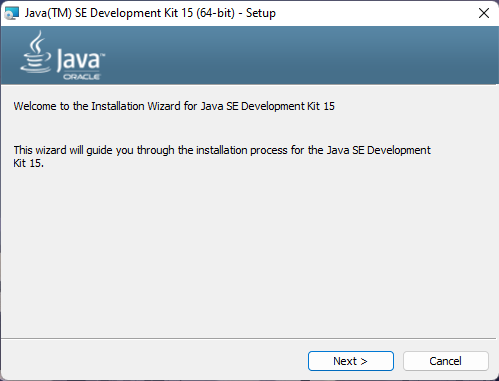 Java(TM) SE Development Kit 15 (64-bit) - Setup
Java™
ORACLE
Welcome to the Installation Wizard for Java SE Development Kit 15
This wizard will guide you through the installation process for the Java SE Development
Kit 15.
Next >
Cancel